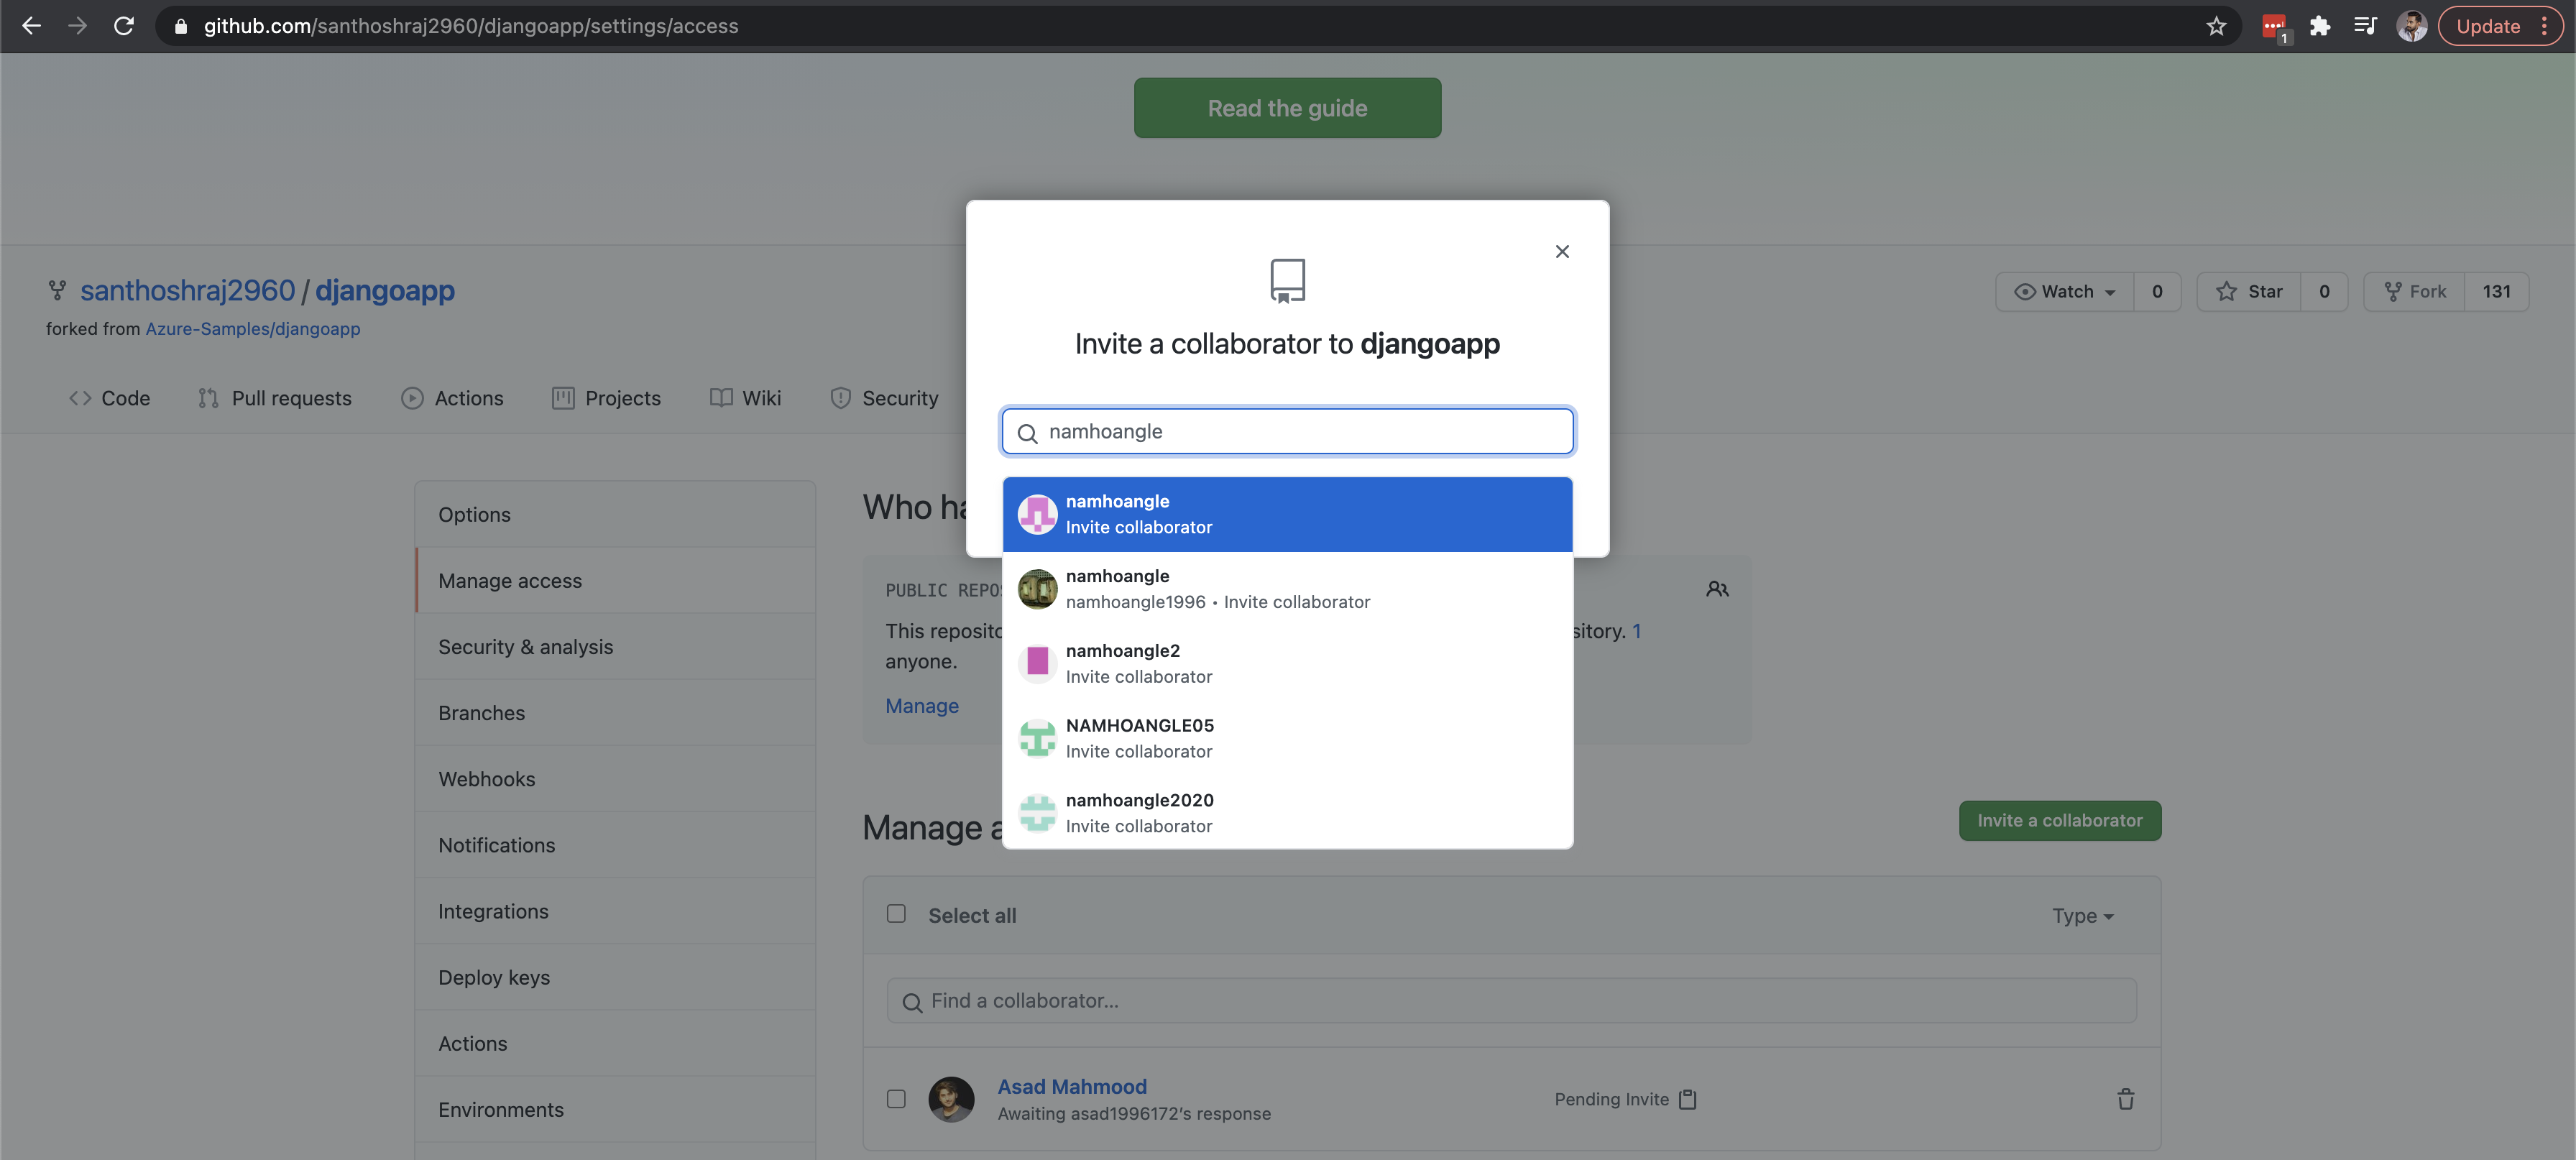 github.com/santhoshraj2960/djangoapp/settings/access
1
Update
Read the guide
santhoshraj2960 / djangoapp
forked from Azure-Samples/djangoapp
Watch 0
Star 0
Fork 131
Code
Pull requests
Actions
Projects
Wiki
Security
Invite a collaborator to djangoapp
namhoangle
namhoangle
Invite collaborator
namhoangle
namhoangle1996 • Invite collaborator
namhoangle2
Invite collaborator
NAMHOANGLE05
Invite collaborator
namhoangle2020
Invite collaborator
Options
Manage access
Security & analysis
Branches
Webhooks
Notifications
Integrations
Deploy keys
Actions
Environments
Who
PUBLIC
This
1
anyone.
Manage
Manage
Invite a collaborator
Select all
Type
Find a collaborator...
Asad Mahmood
Awaiting asad1996172’s response
Pending Invite